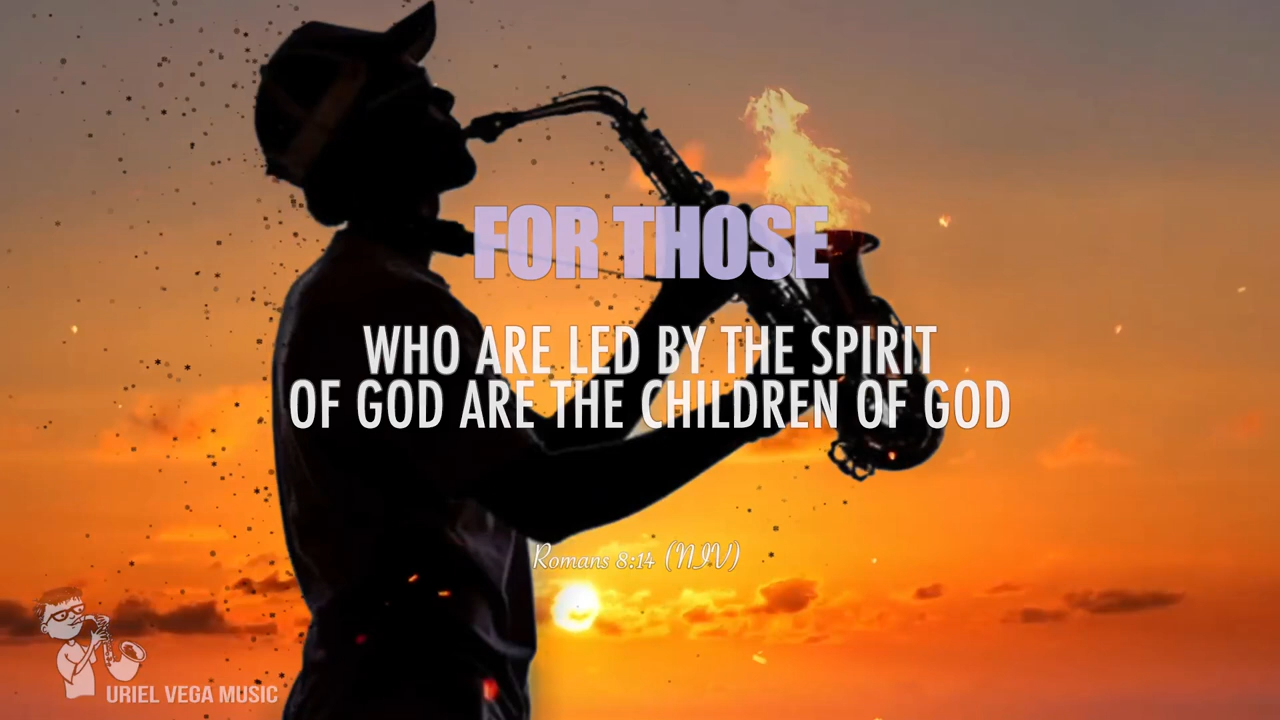 FOR THOSE
WHO ARE LED BY THE SPIRIT
OF GOD ARE THE CHILDREN OF GOD
Romans 8:14 (NIV)
URIEL VEGA MUSIC